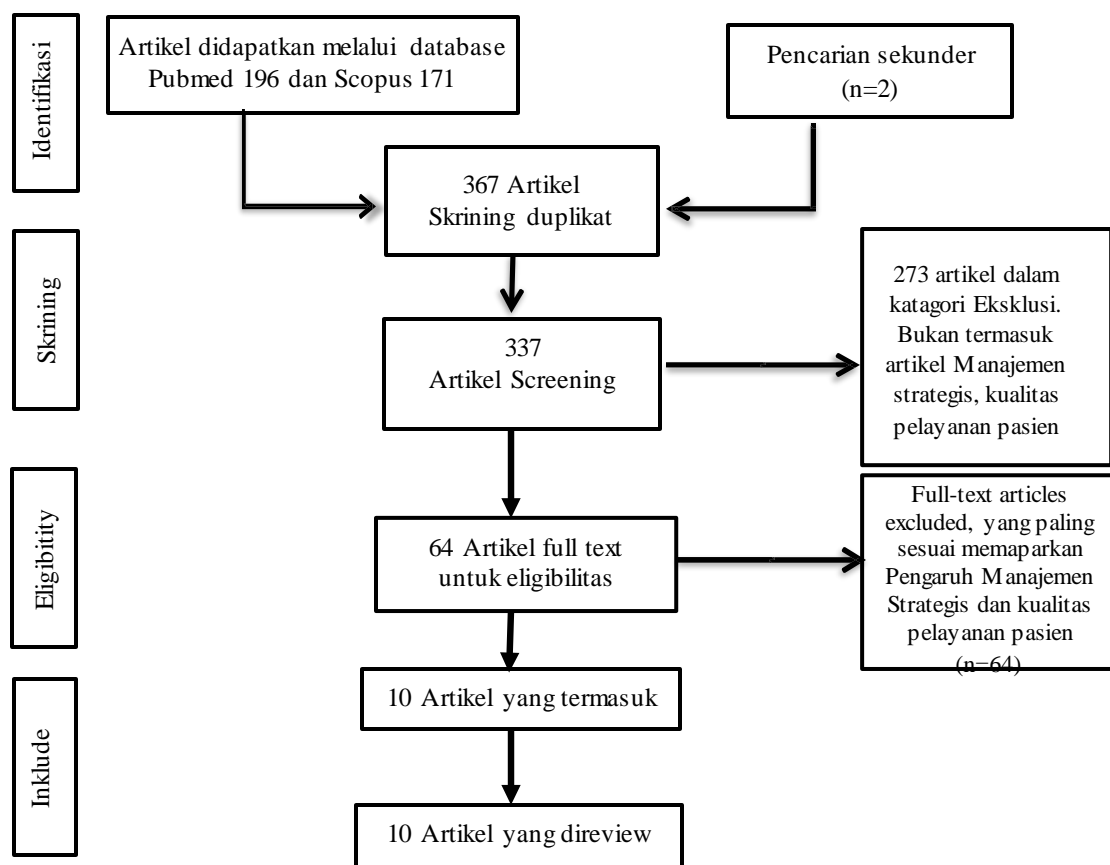 Identifikasi
Artikel didapatkan melalui database
Pubmed 196 dan Scopus 171
Pencarian sekunder
(n=2)
367 Artikel
Skrining duplikat
Skrining
337
Artikel Screening
273 artikel dalam
katagori Eksklusi.
Bukan termasuk
artikel Manajemen
strategis, kualitas
pelayanan pasien
Eligibitity
64 Artikel full text
untuk eligibilitas
Full-text articles
excluded, yang paling
sesuai memaparkan
Pengaruh Manajemen
Strategis dan kualitas
pelayanan pasien
(n=64)
Inklude
10 Artikel yang termasuk
10 Artikel yang direview